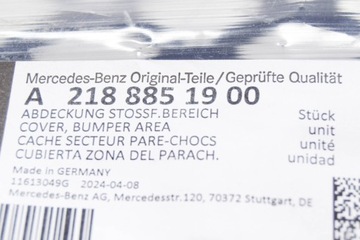 Mercedes-Benz Original-Teile/Geprüfte Qualität
A 218 885 19 00
ABDECKUNG STOSSF.BEREICH Stück
COVER, BUMPER AREA unit
CACHE SECTEUR PARE-CHOCS unité
CUBIERTA ZONA DEL PARACH. unidad
Made in GERMANY
11613049G 2024-04-08
Mercedes-Benz AG, Mercedesstr.120, 70372 Stuttgart, DE